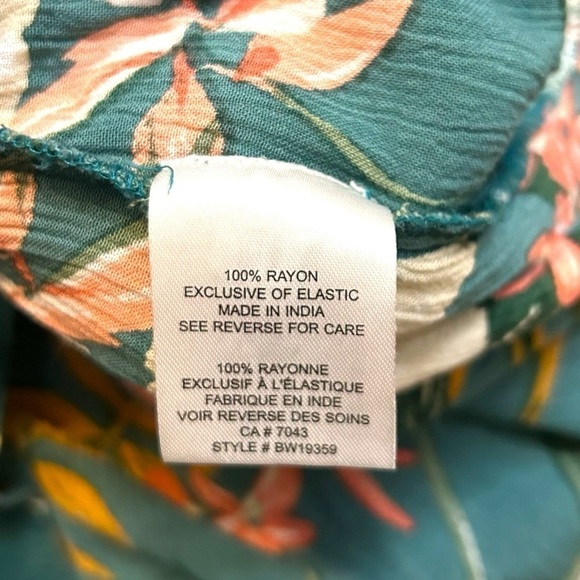 100% RAYON
EXCLUSIVE OF ELASTIC
MADE IN INDIA
SEE REVERSE FOR CARE
100% RAYONNE
EXCLUSIF À L'ÉLASTIQUE
FABRIQUE EN INDE
VOIR REVERSE DES SOINS
CA # 7043
STYLE # BW19359